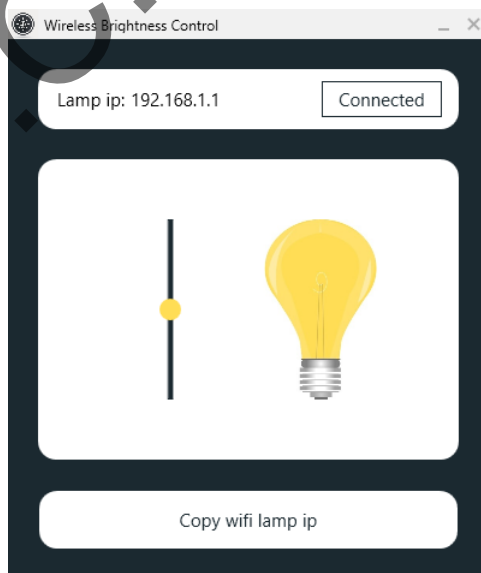 Wireless Brightness Control
Lamp ip: 192.168.1.1
Connected
Copy wifi lamp ip